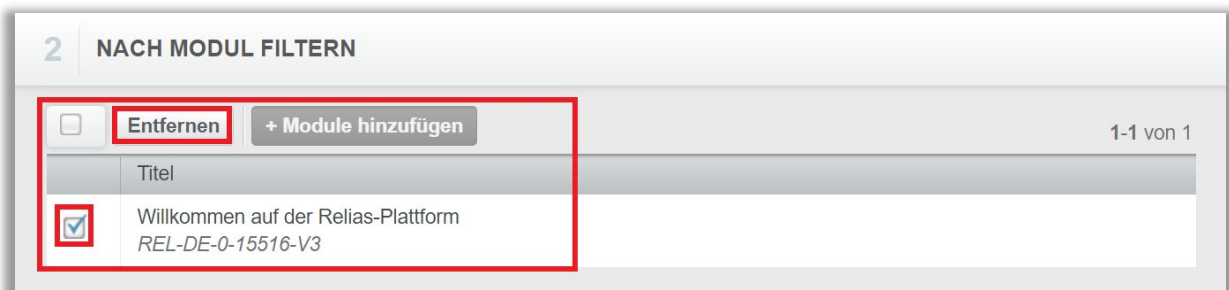 2 NACH MODUL FILTERN
Entfernen + Module hinzufügen 1-1 von 1
Titel
Willkommen auf der Relias-Plattform
REL-DE-0-15516-V3